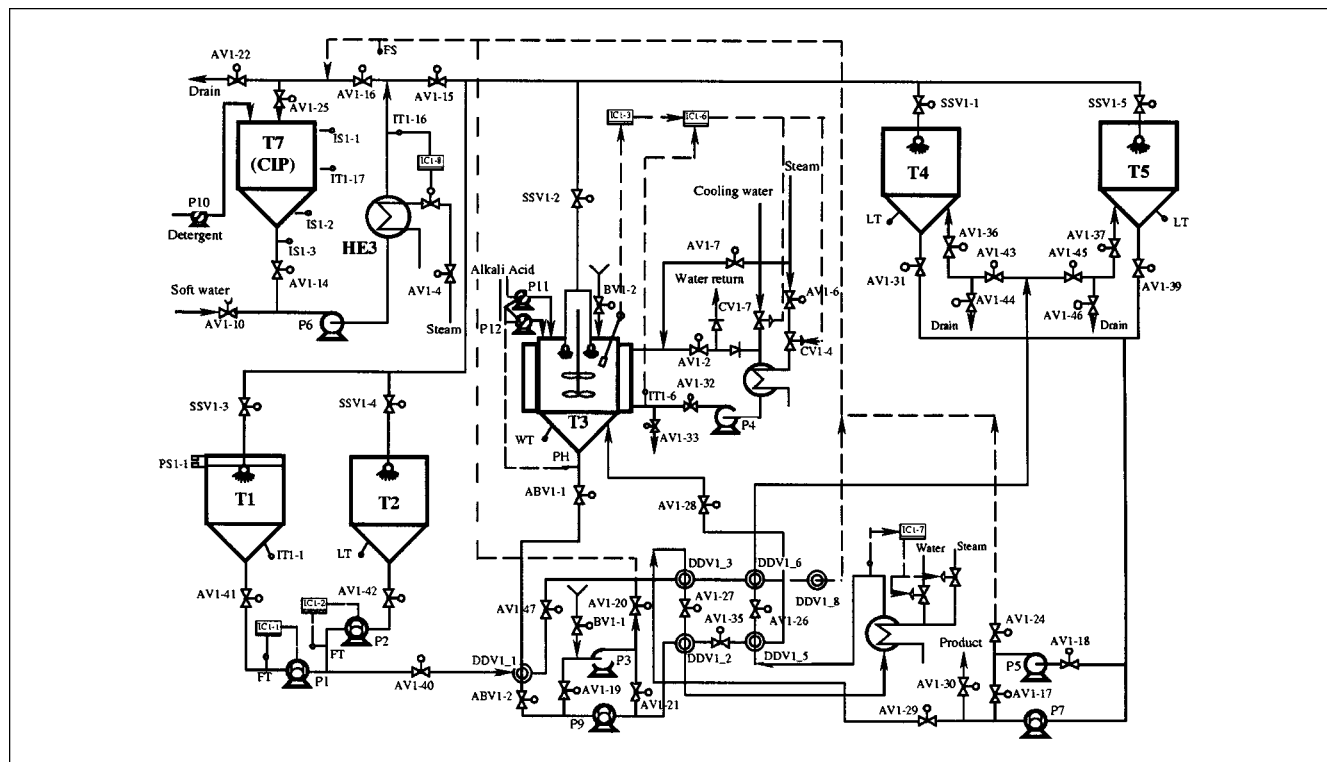 AV1-22
FS
Drain
AV1-25
AV1-16
AV1-15
SSV1-1
SSV1-5
IT1-16
IS1-1
T7
(CIP)
IC1-8
IC1-3
IC1-6
Steam
T4
T5
IT1-17
P10
Cooling water
SSV1-2
Detergent
IS1-2
HE3
LT
LT
IS1-3
AV1-36
AV1-37
AV1-7
AV1-43
AV1-45
AV1-14
AV1-4
Alkali Acid
P11
BV1-2
Water return
AV1-31
AV1-39
Soft water
CV1-7
AV1-6
AV1-44
AV1-46
AV1-10
P6
Steam
P12
Drain
Drain
AV1-2
CV1-4
SSV1-3
SSV1-4
IT1-6
AV1-32
T3
P4
WT
AV1-33
PS1-1
PH
T1
T2
ABV1-1
AV1-28
IT1-1
LT
IC1-7
Water
Steam
DDV1_3
DDV1_6
AV1-41
AV1-42
AV1-47
AV1-20
AV1-27
DDV1_8
IC1-2
BV1-1
AV1-35
AV1-26
AV1-24
IC1-1
P2
AV1-18
FT
P3
DDV1_2
DDV1_5
Product
FT
P1
DDV1_1
P5
AV1-40
ABV1-2
AV1-19
AV1-21
AV1-30
AV1-17
AV1-29
P7
P9